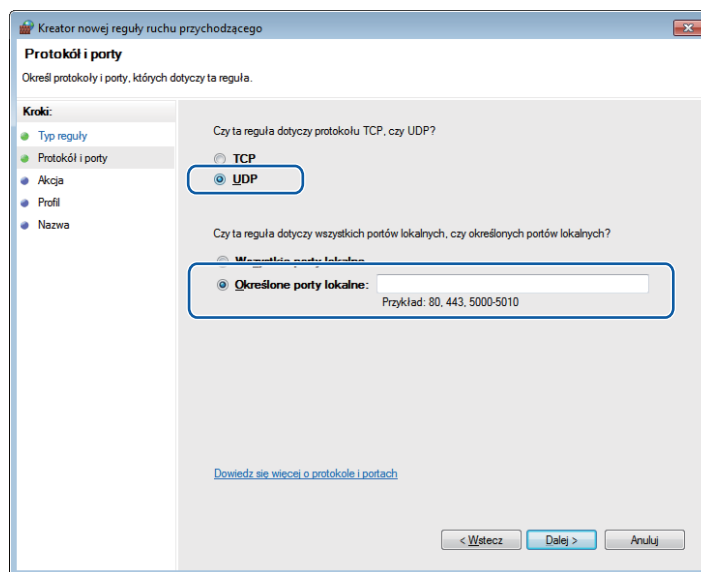 Kreator nowej reguły ruchu przychodzącego
Protokół i porty
Określ protokoły i porty, których dotyczy ta reguła.
Kroki:
Typ reguły
Protokół i porty
Akcja
Profil
Nazwa
Czy ta reguła dotyczy protokołu TCP, czy UDP?
TCP
UDP
Czy ta reguła dotyczy wszystkich portów lokalnych, czy określonych portów lokalnych?
Wszystkie porty lokalne
Określone porty lokalne:
Przykład: 80, 443, 5000-5010
Dowiedz się więcej o protokole i portach
< Wstecz
Dalej >
Anuluj